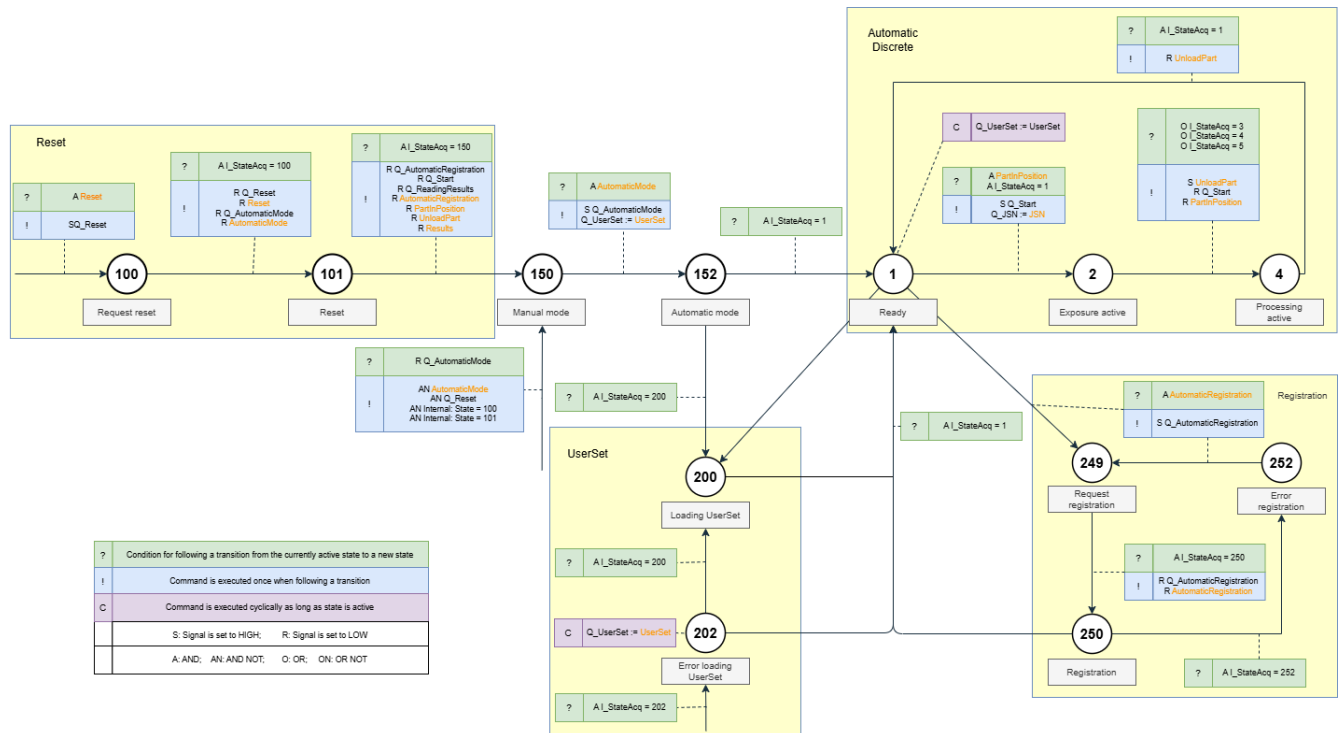 Automatic
Discrete
?
A I_StateAcq = 1
!
R UnloadPart
C
Q_UserSet := UserSet
?
O I_StateAcq = 3
O I_StateAcq = 4
O I_StateAcq = 5
!
S UnloadPart
R Q_Start
R PartInPosition
?
A PartInPosition
A I_StateAcq = 1
!
S Q_Start
Q_JSN := JSN
Reset
?
A Reset
!
SQ_Reset
?
A I_StateAcq = 100
!
R Q_Reset
R Reset
R Q_AutomaticMode
R AutomaticMode
?
A I_StateAcq = 150
!
R Q_AutomaticRegistration
R Q_Start
R Q_ReadingResults
R AutomaticRegistration
R PartInPosition
R UnloadPart
R Results
?
A AutomaticMode
!
S Q_AutomaticMode
Q_UserSet := UserSet
?
A I_StateAcq = 1
100
101
150
152
1
2
4
Request reset
Reset
Manual mode
Automatic mode
Ready
Exposure active
Processing
active
?
R Q_AutomaticMode
!
AN AutomaticMode
AN Q_Reset
AN Internal: State = 100
AN Internal: State = 101
?
A I_StateAcq = 200
?
A I_StateAcq = 1
UserSet
200
Loading UserSet
?
A I_StateAcq = 200
C
Q_UserSet := UserSet
202
Error loading
UserSet
?
A I_StateAcq = 202
Registration
?
A AutomaticRegistration
!
S Q_AutomaticRegistration
249
252
Request
registration
Error
registration
?
A I_StateAcq = 250
!
R Q_AutomaticRegistration
R AutomaticRegistration
250
Registration
?
A I_StateAcq = 252
?
Condition for following a transition from the currently active state to a new state
!
Command is executed once when following a transition
C
Command is executed cyclically as long as state is active
S: Signal is set to HIGH; R: Signal is set to LOW
A: AND; AN: AND NOT; O: OR; ON: OR NOT